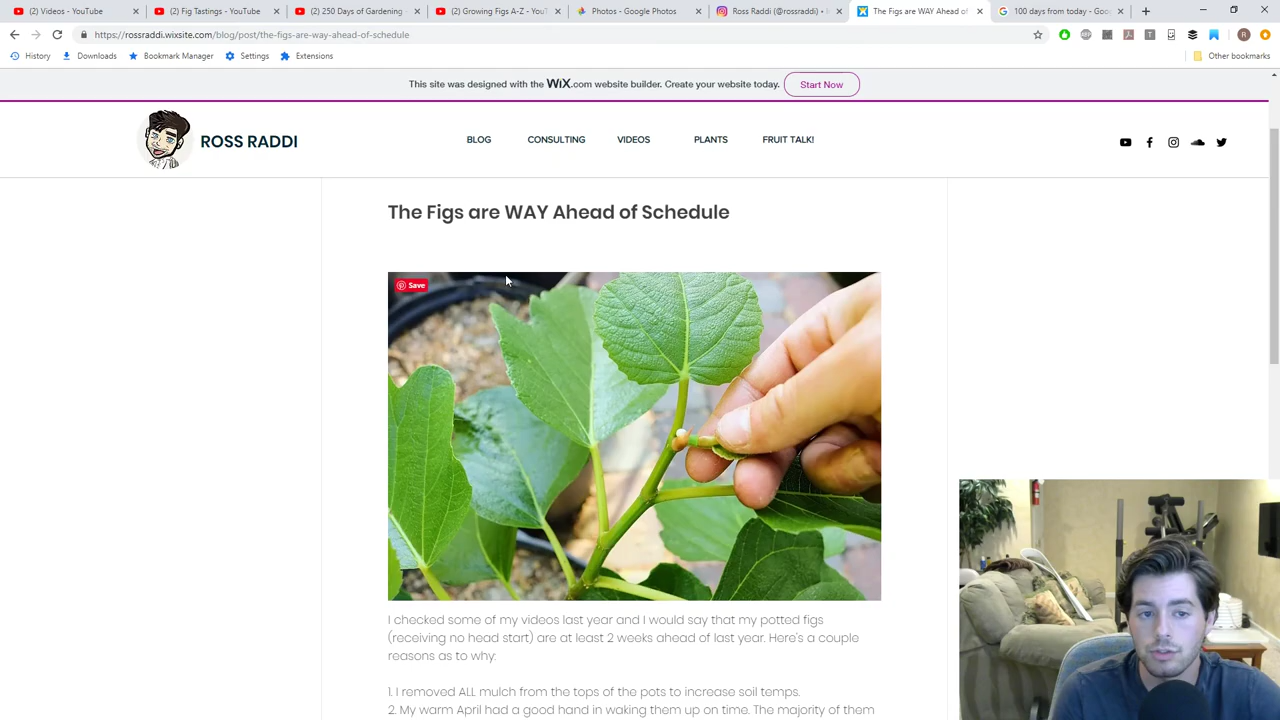 (2) Videos - YouTube
(2) Fig Tastings - YouTube
(2) 250 Days of Gardening -
(2) Growing Figs A-Z - YouT
Photos - Google Photos
Ross Raddi (@rossraddi) • I
The Figs are WAY Ahead of
100 days from today - Goo
https://rossraddi.wixsite.com/blog/post/the-figs-are-way-ahead-of-schedule
History
Downloads
Bookmark Manager
Settings
Extensions
Other bookmarks
This site was designed with the WiX.com website builder. Create your website today.
Start Now
ROSS RADDI
BLOG
CONSULTING
VIDEOS
PLANTS
FRUIT TALK!
The Figs are WAY Ahead of Schedule
Save
I checked some of my videos last year and I would say that my potted figs
(receiving no head start) are at least 2 weeks ahead of last year. Here's a couple
reasons as to why:
1. I removed ALL mulch from the tops of the pots to increase soil temps.
2. My warm April had a good hand in waking them up on time. The majority of them